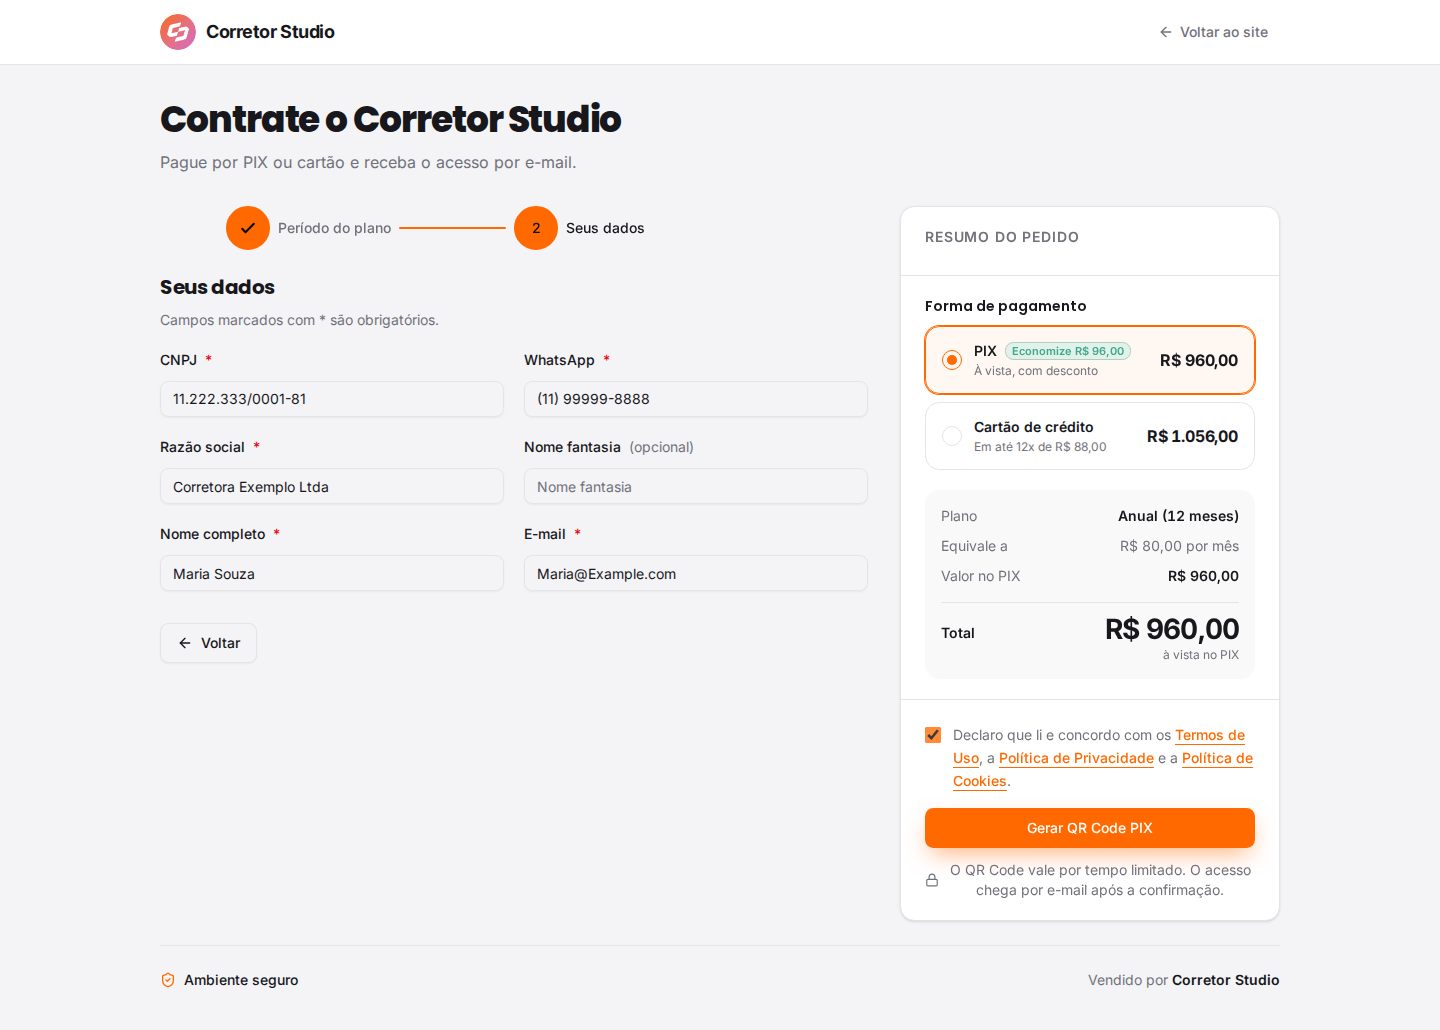 Corretor Studio
Voltar ao site
Contrate o Corretor Studio
Pague por PIX ou cartão e receba o acesso por e-mail.
Período do plano
2
Seus dados
Seus dados
Campos marcados com * são obrigatórios.
CNPJ *
WhatsApp *
11.222.333/0001-81
(11) 99999-8888
Razão social *
Nome fantasia (opcional)
Corretora Exemplo Ltda
Nome fantasia
Nome completo *
E-mail *
Maria Souza
Maria@Example.com
Voltar
RESUMO DO PEDIDO
Forma de pagamento
PIX Economize R$ 96,00
À vista, com desconto
R$ 960,00
Cartão de crédito
Em até 12x de R$ 88,00
R$ 1.056,00
Plano Anual (12 meses)
Equivale a R$ 80,00 por mês
Valor no PIX R$ 960,00
Total R$ 960,00
à vista no PIX
Declaro que li e concordo com os Termos de
Uso, a Política de Privacidade e a Política de
Cookies.
Gerar QR Code PIX
O QR Code vale por tempo limitado. O acesso
chega por e-mail após a confirmação.
Ambiente seguro
Vendido por Corretor Studio